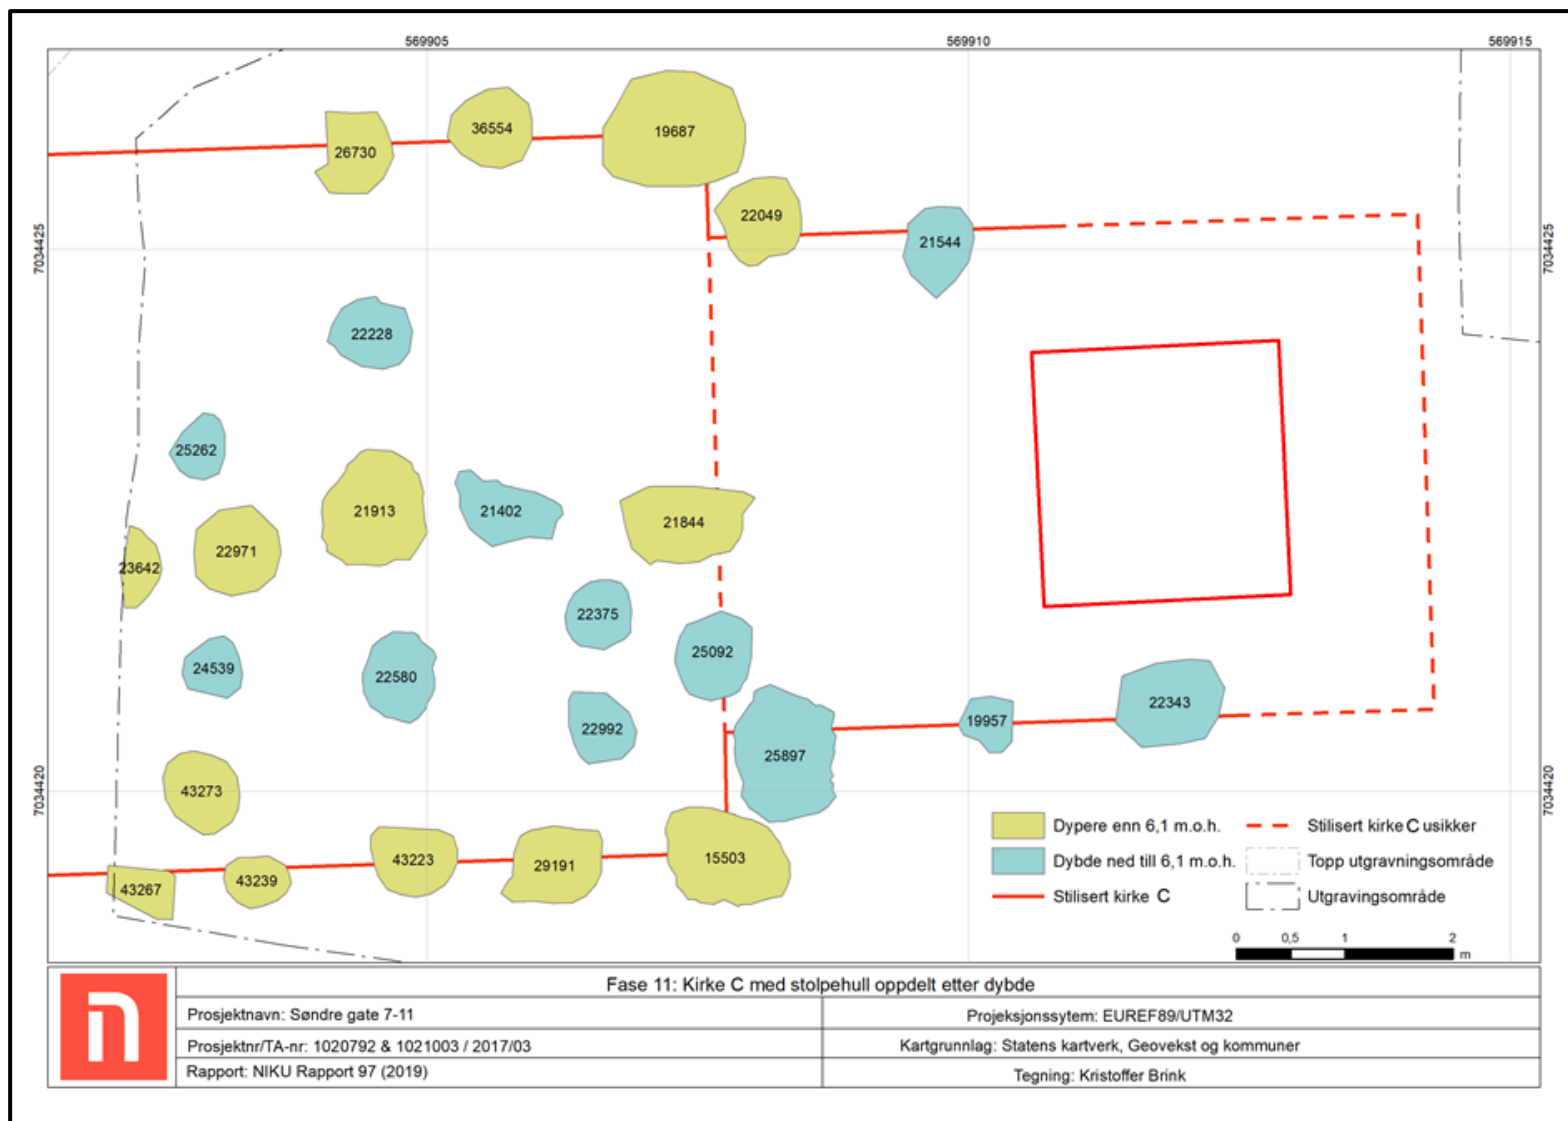 569905 569910 569915
36554
19687
26730
22049
21544
7034425 7034425
22228
25262
21913
21402
21844
22971
23642
22375
25092
24539
22580
22343
19957
22992
25897
43273
7034420 7034420
43223
29191
15503
43267
43239
Dypere enn 6,1 m.o.h.
Dybde ned till 6,1 m.o.h.
Stilisert kirke C
Stilisert kirke C usikker
Topp utgravningsområde
Utgravingsområde
0 0,5 1 2
m
Fase 11: Kirke C med stolpehull oppdelt etter dybde
Prosjektnavn: Søndre gate 7-11
Projeksjonssytem: EUREF89/UTM32
Prosjektnr/TA-nr: 1020792 & 1021003 / 2017/03
Kartgrunnlag: Statens kartverk, Geovekst og kommuner
Rapport: NIKU Rapport 97 (2019)
Tegning: Kristoffer Brink